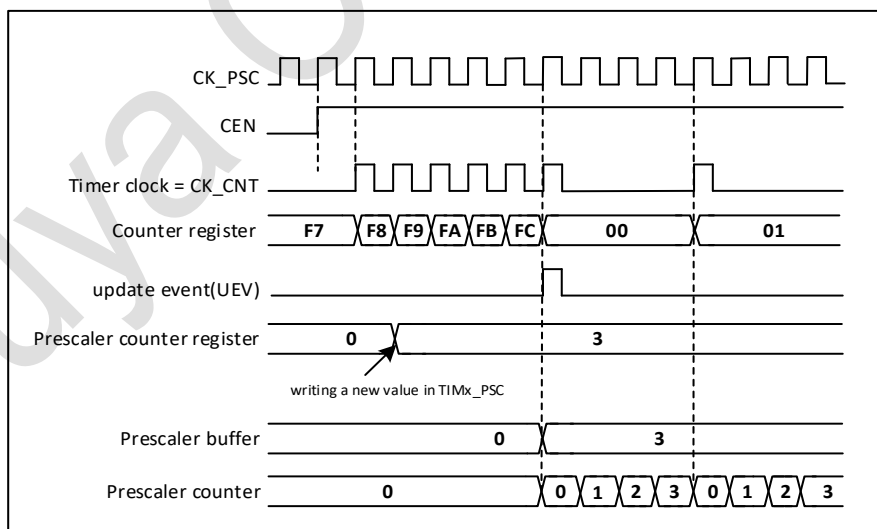 CK_PSC
CEN
Timer clock = CK_CNT
Counter register F7 F8 F9 FA FB FC 00 01
update event(UEV)
Prescaler counter register 0 3
writing a new value in TIMx_PSC
Prescaler buffer 0 3
Prescaler counter 0 0 1 2 3 0 1 2 3